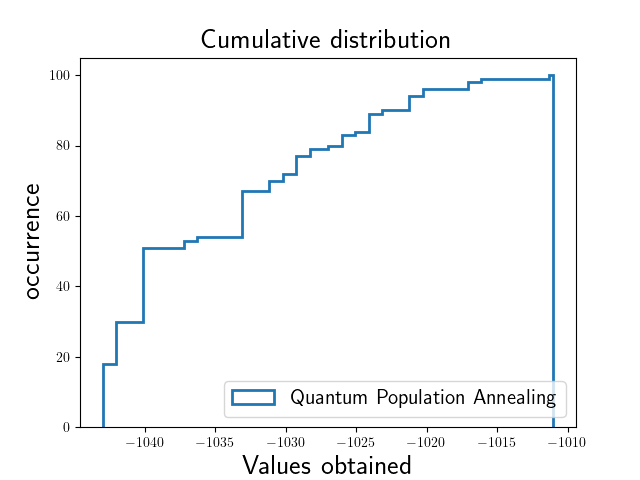 Cumulative distribution
100
80
60
40
20
0
occurrence
Quantum Population Annealing
−1040 −1035 −1030 −1025 −1020 −1015 −1010
Values obtained